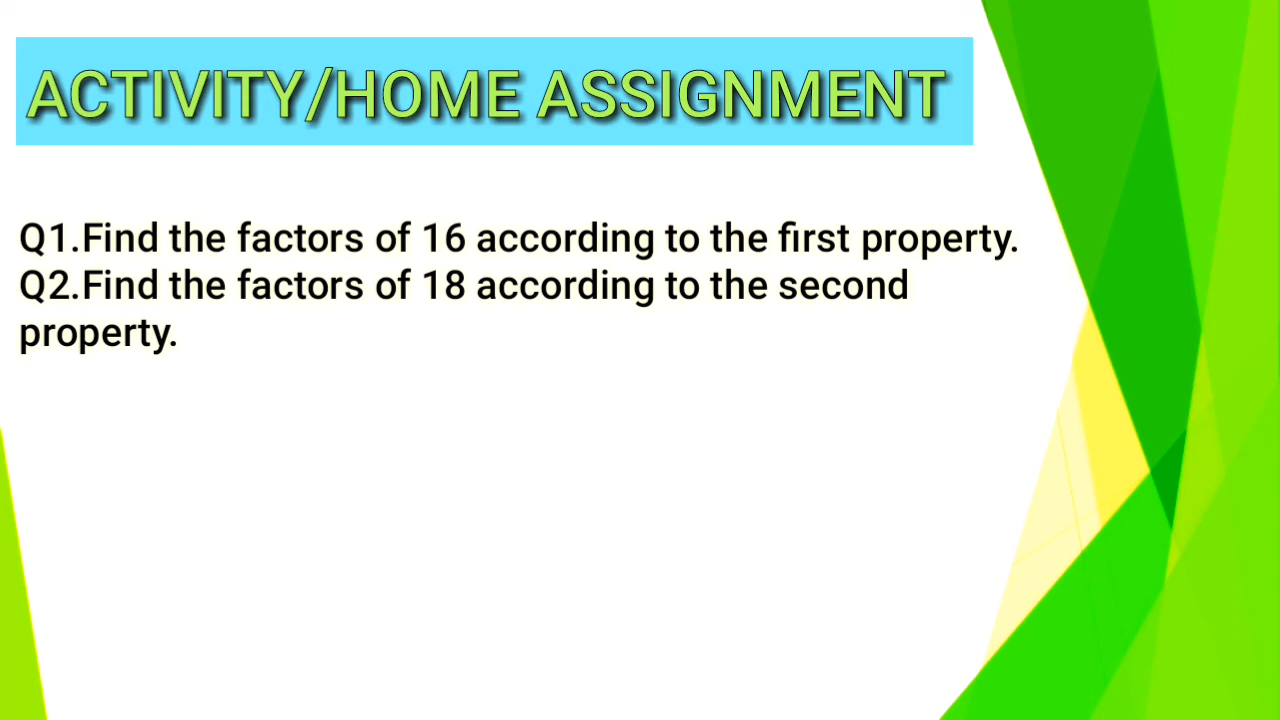 ACTIVITY/HOME ASSIGNMENT
Q1.Find the factors of 16 according to the first property.
Q2.Find the factors of 18 according to the second
property.